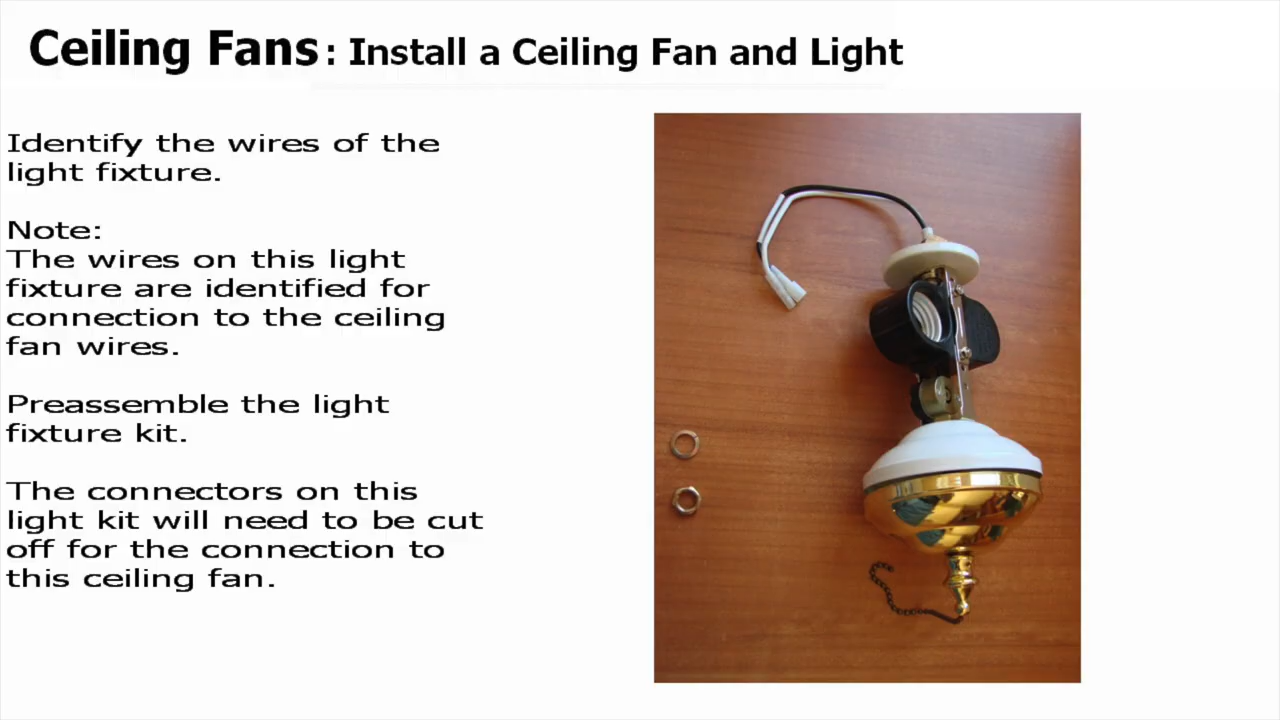 Ceiling Fans: Install a Ceiling Fan and Light
Identify the wires of the
light fixture.
Note:
The wires on this light
fixture are identified for
connection to the ceiling
fan wires.
Preassemble the light
fixture kit.
The connectors on this
light kit will need to be cut
off for the connection to
this ceiling fan.